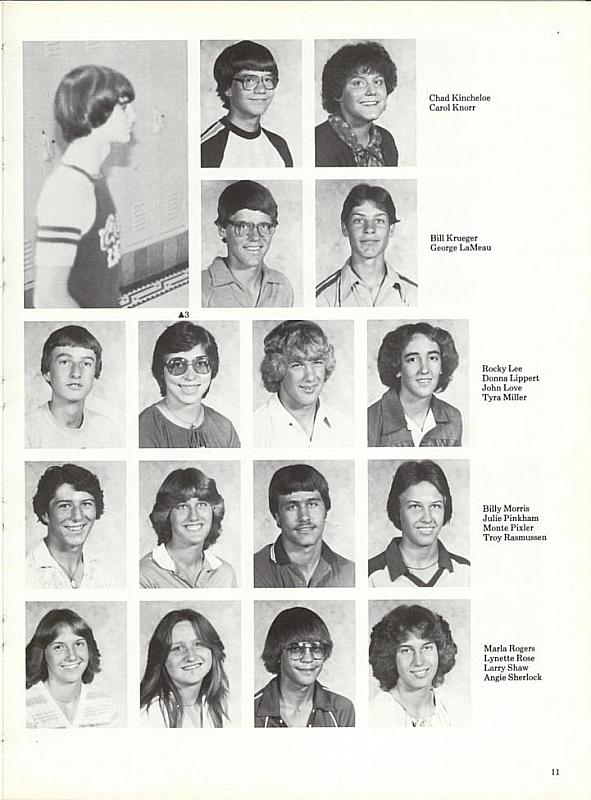 Chad Kincheloe
Carol Knorr
Bill Krueger
George LaMeau
▲3
Rocky Lee
Donna Lippert
John Love
Tyra Miller
Billy Morris
Julie Pinkham
Monte Pixler
Troy Rasmussen
Marla Rogers
Lynette Rose
Larry Shaw
Angie Sherlock
11